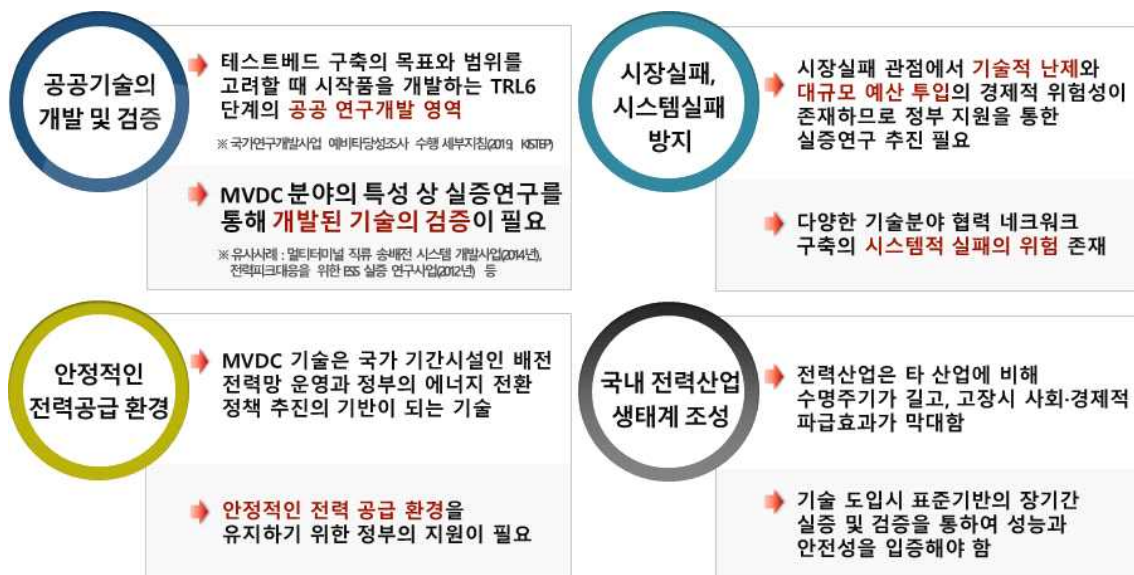 공공기술의
개발 및 검증
테스트베드 구축의 목표와 범위를
고려할 때 시작품을 개발하는 TRL6
단계의 공공 연구개발 영역
※ 국가연구개발사업 예비타당성조사 수행 세부지침(2019, KISTEP)
MVDC 분야의 특성 상 실증연구를
통해 개발된 기술의 검증이 필요
※ 유사사례 : 멀티터미널 직류 송배전 시스템 개발사업(2014년),
전력피크대응을 위한 ESS 실증 연구사업(2012년) 등
시장실패,
시스템실패
방지
시장실패 관점에서 기술적 난제와
대규모 예산 투입의 경제적 위험성이
존재하므로 정부 지원을 통한
실증연구 추진 필요
다양한 기술분야 협력 네트워크
구축의 시스템적 실패의 위험 존재
안정적인
전력공급 환경
MVDC 기술은 국가 기간시설인 배전
전력망 운영과 정부의 에너지 전환
정책 추진의 기반이 되는 기술
안정적인 전력 공급 환경을
유지하기 위한 정부의 지원이 필요
국내 전력산업
생태계 조성
전력산업은 타 산업에 비해
수명주기가 길고, 고장시 사회·경제적
파급효과가 막대함
기술 도입시 표준기반의 장기간
실증 및 검증을 통하여 성능과
안전성을 입증해야 함